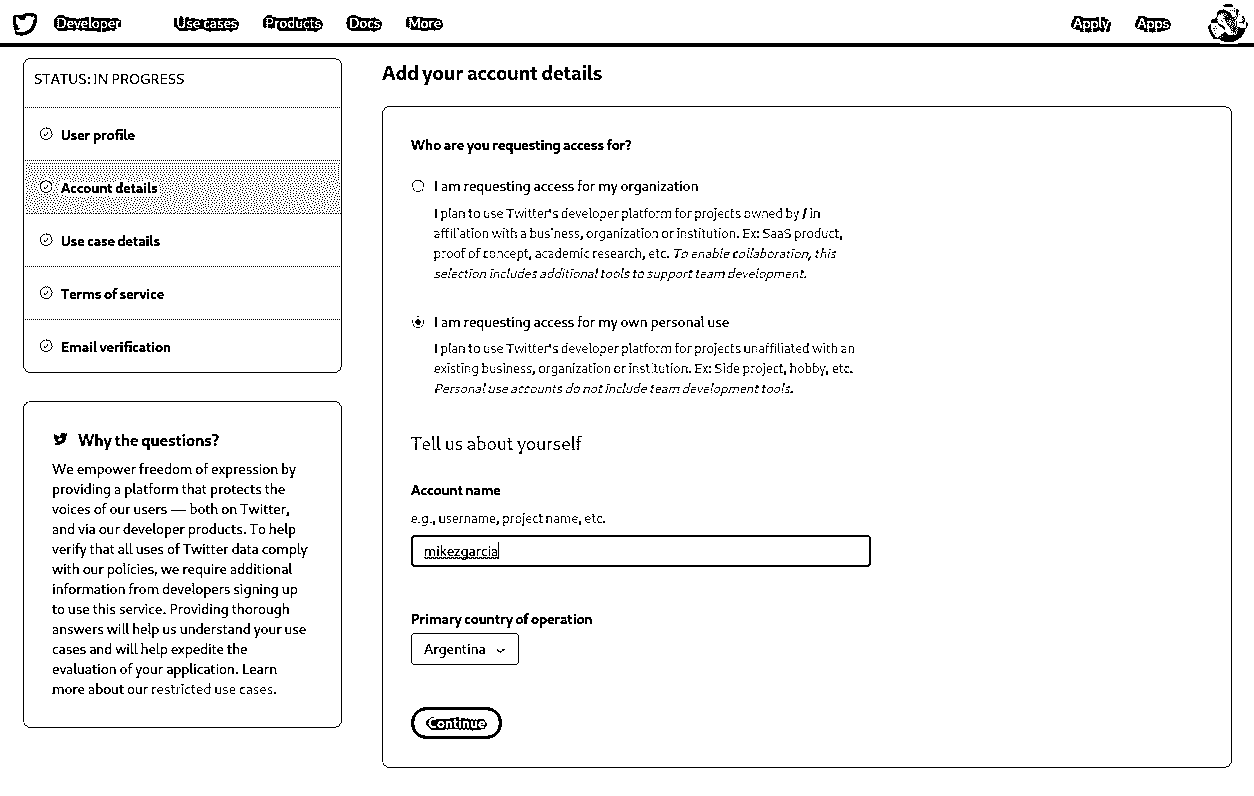 Developer Use cases Products Docs More Apply Apps
STATUS: IN PROGRESS
User profile
Account details
Use case details
Terms of service
Email verification
Why the questions?
We empower freedom of expression by
providing a platform that protects the
voices of our users — both on Twitter,
and via our developer products. To help
verify that all uses of Twitter data comply
with our policies, we require additional
information from developers signing up
to use this service. Providing thorough
answers will help us understand your use
cases and will help expedite the
evaluation of your application. Learn
more about our restricted use cases.
Add your account details
Who are you requesting access for?
I am requesting access for my organization
I plan to use Twitter's developer platform for projects owned by / in
affiliation with a business, organization or institution. Ex: SaaS product,
proof of concept, academic research, etc. To enable collaboration, this
selection includes additional tools to support team development.
I am requesting access for my own personal use
I plan to use Twitter's developer platform for projects unaffiliated with an
existing business, organization or institution. Ex: Side project, hobby, etc.
Personal use accounts do not include team development tools.
Tell us about yourself
Account name
e.g., username, project name, etc.
mikezgarcia
Primary country of operation
Argentina
Continue